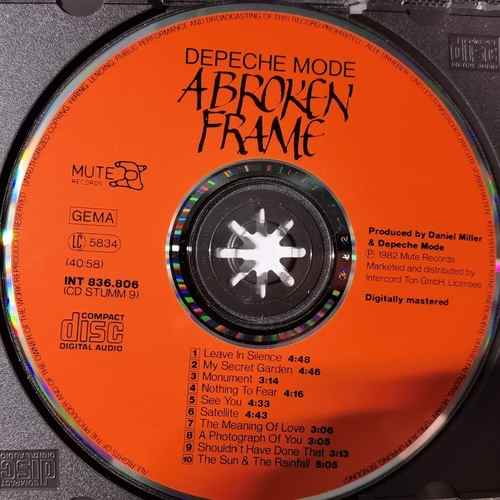 DEPECHE MODE
A BROKEN
FRAME
MUTE
RECORDS
GEMA
LC 5834
(40:58)
INT 836.806
(CD STUMM 9)
COMPACT
disc
DIGITAL AUDIO
Produced by Daniel Miller
& Depeche Mode
℗ 1982 Mute Records
Marketed and distributed by
Intercord Ton GmbH, Licensees
Digitally mastered
1 Leave In Silence 4:48
2 My Secret Garden 4:46
3 Monument 3:14
4 Nothing To Fear 4:16
5 See You 4:33
6 Satellite 4:43
7 The Meaning Of Love 3:06
8 A Photograph Of You 3:05
9 Shouldn't Have Done That 3:13
10 The Sun & The Rainfall 5:05